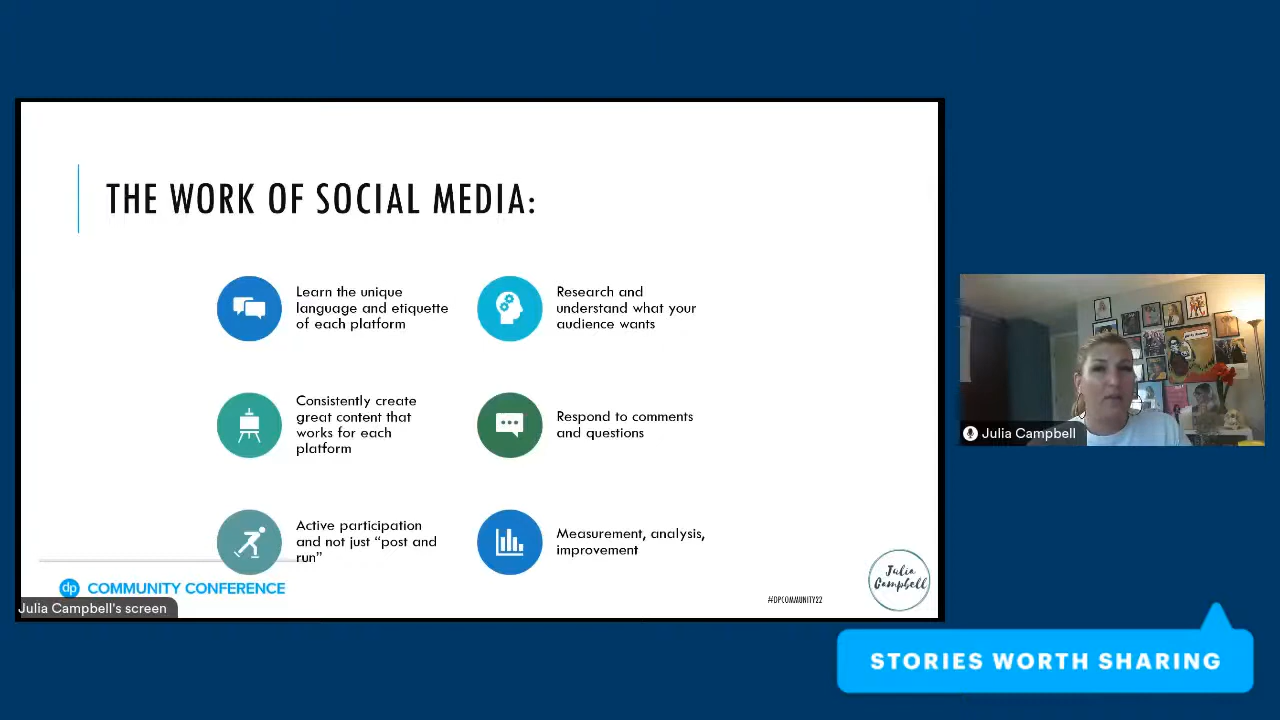 THE WORK OF SOCIAL MEDIA:
Learn the unique
language and etiquette
of each platform
Research and
understand what your
audience wants
Consistently create
great content that
works for each
platform
Respond to comments
and questions
Active participation
and not just “post and
run”
Measurement, analysis,
improvement
dp COMMUNITY CONFERENCE
Julia Campbell's screen
#DPCOMMUNITY22
Julia
Campbell
Julia Campbell
STORIES WORTH SHARING